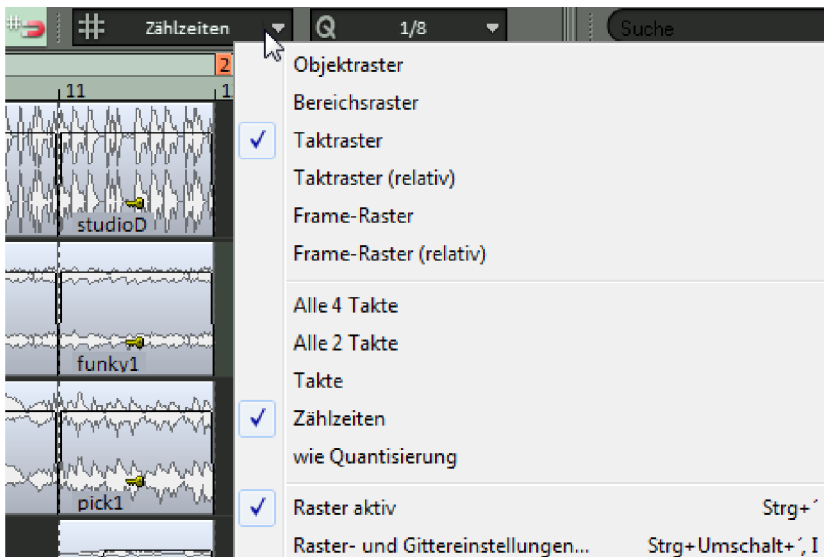 Zählzeiten
Q
1/8
Suche
2
11
1
studioD
funky1
pick1
Objektraster
Bereichsraster
Taktraster
Taktraster (relativ)
Frame-Raster
Frame-Raster (relativ)
Alle 4 Takte
Alle 2 Takte
Takte
Zählzeiten
wie Quantisierung
Raster aktiv Strg+´
Raster- und Gittereinstellungen... Strg+Umschalt+´, I